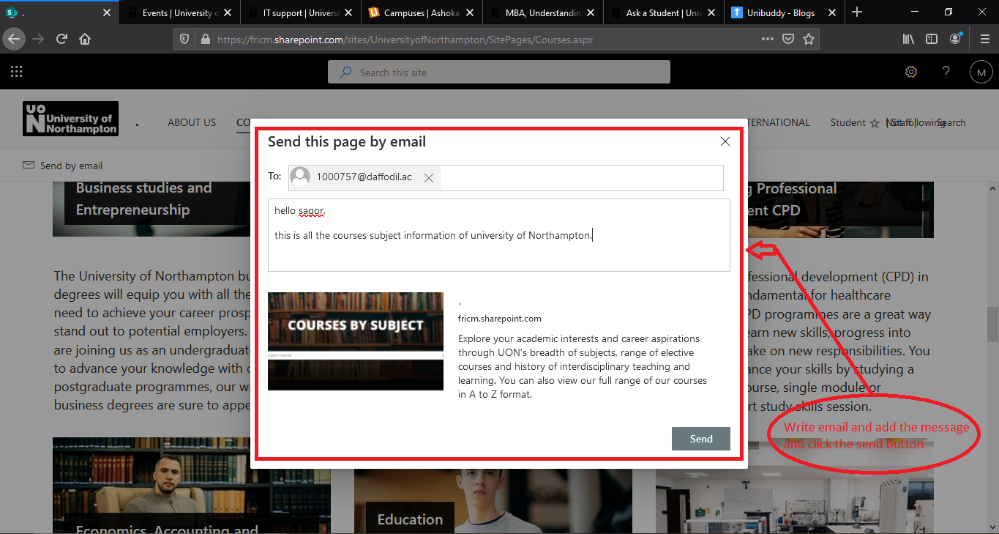 .
Events | University o
IT support | Universi
Campuses | Ashoka
MBA, Understandin
Ask a Student | Univ
Unibuddy - Blogs
https://fricm.sharepoint.com/sites/UniversityofNorthampton/SitePages/Courses.aspx
Search this site
?
M
UON University of Northampton
.
ABOUT US
CO
TERNATIONAL
Student
Staff
Not following
Search
Send by email
Business studies and
Entrepreneurship
g Professional
ent CPD
Send this page by email
To:
1000757@daffodil.ac
hello sagor,
this is all the courses subject information of university of Northampton.
COURSES BY SUBJECT
.
fricm.sharepoint.com
Explore your academic interests and career aspirations
through UON's breadth of subjects, range of elective
courses and history of interdisciplinary teaching and
learning. You can also view our full range of our courses
in A to Z format.
Send
The University of Northampton bu
degrees will equip you with all the
need to achieve your career prosp
stand out to potential employers.
are joining us as an undergraduat
to advance your knowledge with o
postgraduate programmes, our wi
business degrees are sure to appe
fessional development (CPD) in
ndamental for healthcare
PD programmes are a great way
earn new skills, progress into
ake on new responsibilities. You
ance your skills by studying a
ourse, single module or
rt study skills session.
Write email and add the message
and click the send button
Economics, Accounting and
Education